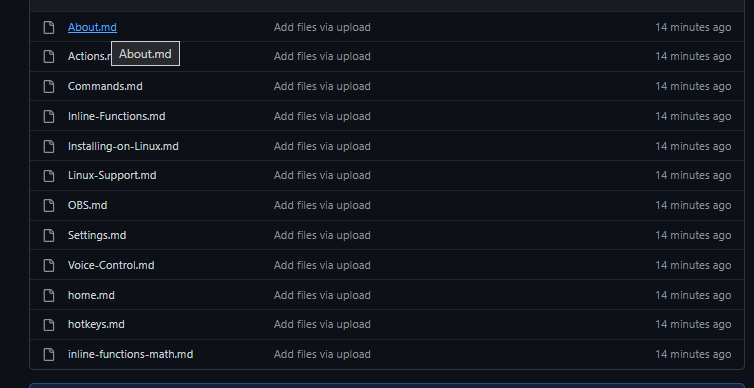 About.md Add files via upload 14 minutes ago
Actions.r About.md Add files via upload 14 minutes ago
Commands.md Add files via upload 14 minutes ago
Inline-Functions.md Add files via upload 14 minutes ago
Installing-on-Linux.md Add files via upload 14 minutes ago
Linux-Support.md Add files via upload 14 minutes ago
OBS.md Add files via upload 14 minutes ago
Settings.md Add files via upload 14 minutes ago
Voice-Control.md Add files via upload 14 minutes ago
home.md Add files via upload 14 minutes ago
hotkeys.md Add files via upload 14 minutes ago
inline-functions-math.md Add files via upload 14 minutes ago